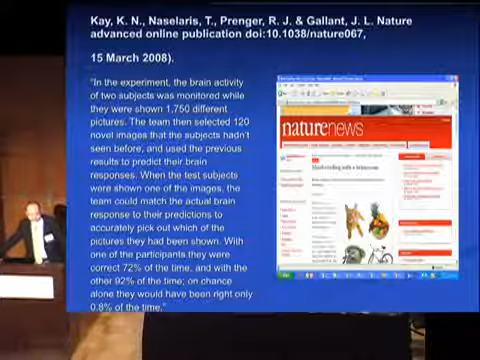 Kay, K. N., Naselaris, T., Prenger, R. J. & Gallant, J. L. Nature
advanced online publication doi:10.1038/nature067,
15 March 2008).
"In the experiment, the brain activity
of two subjects was monitored while
they were shown 1,750 different
pictures. The team then selected 120
novel images that the subjects hadn't
seen before, and used the previous
results to predict their brain
responses. When the test subjects
were shown one of the images, the
team could match the actual brain
response to their predictions to
accurately pick out which of the
pictures they had been shown. With
one of the participants they were
correct 72% of the time, and with the
other 92% of the time; on chance
alone they would have been right only
0.8% of the time."
naturenews